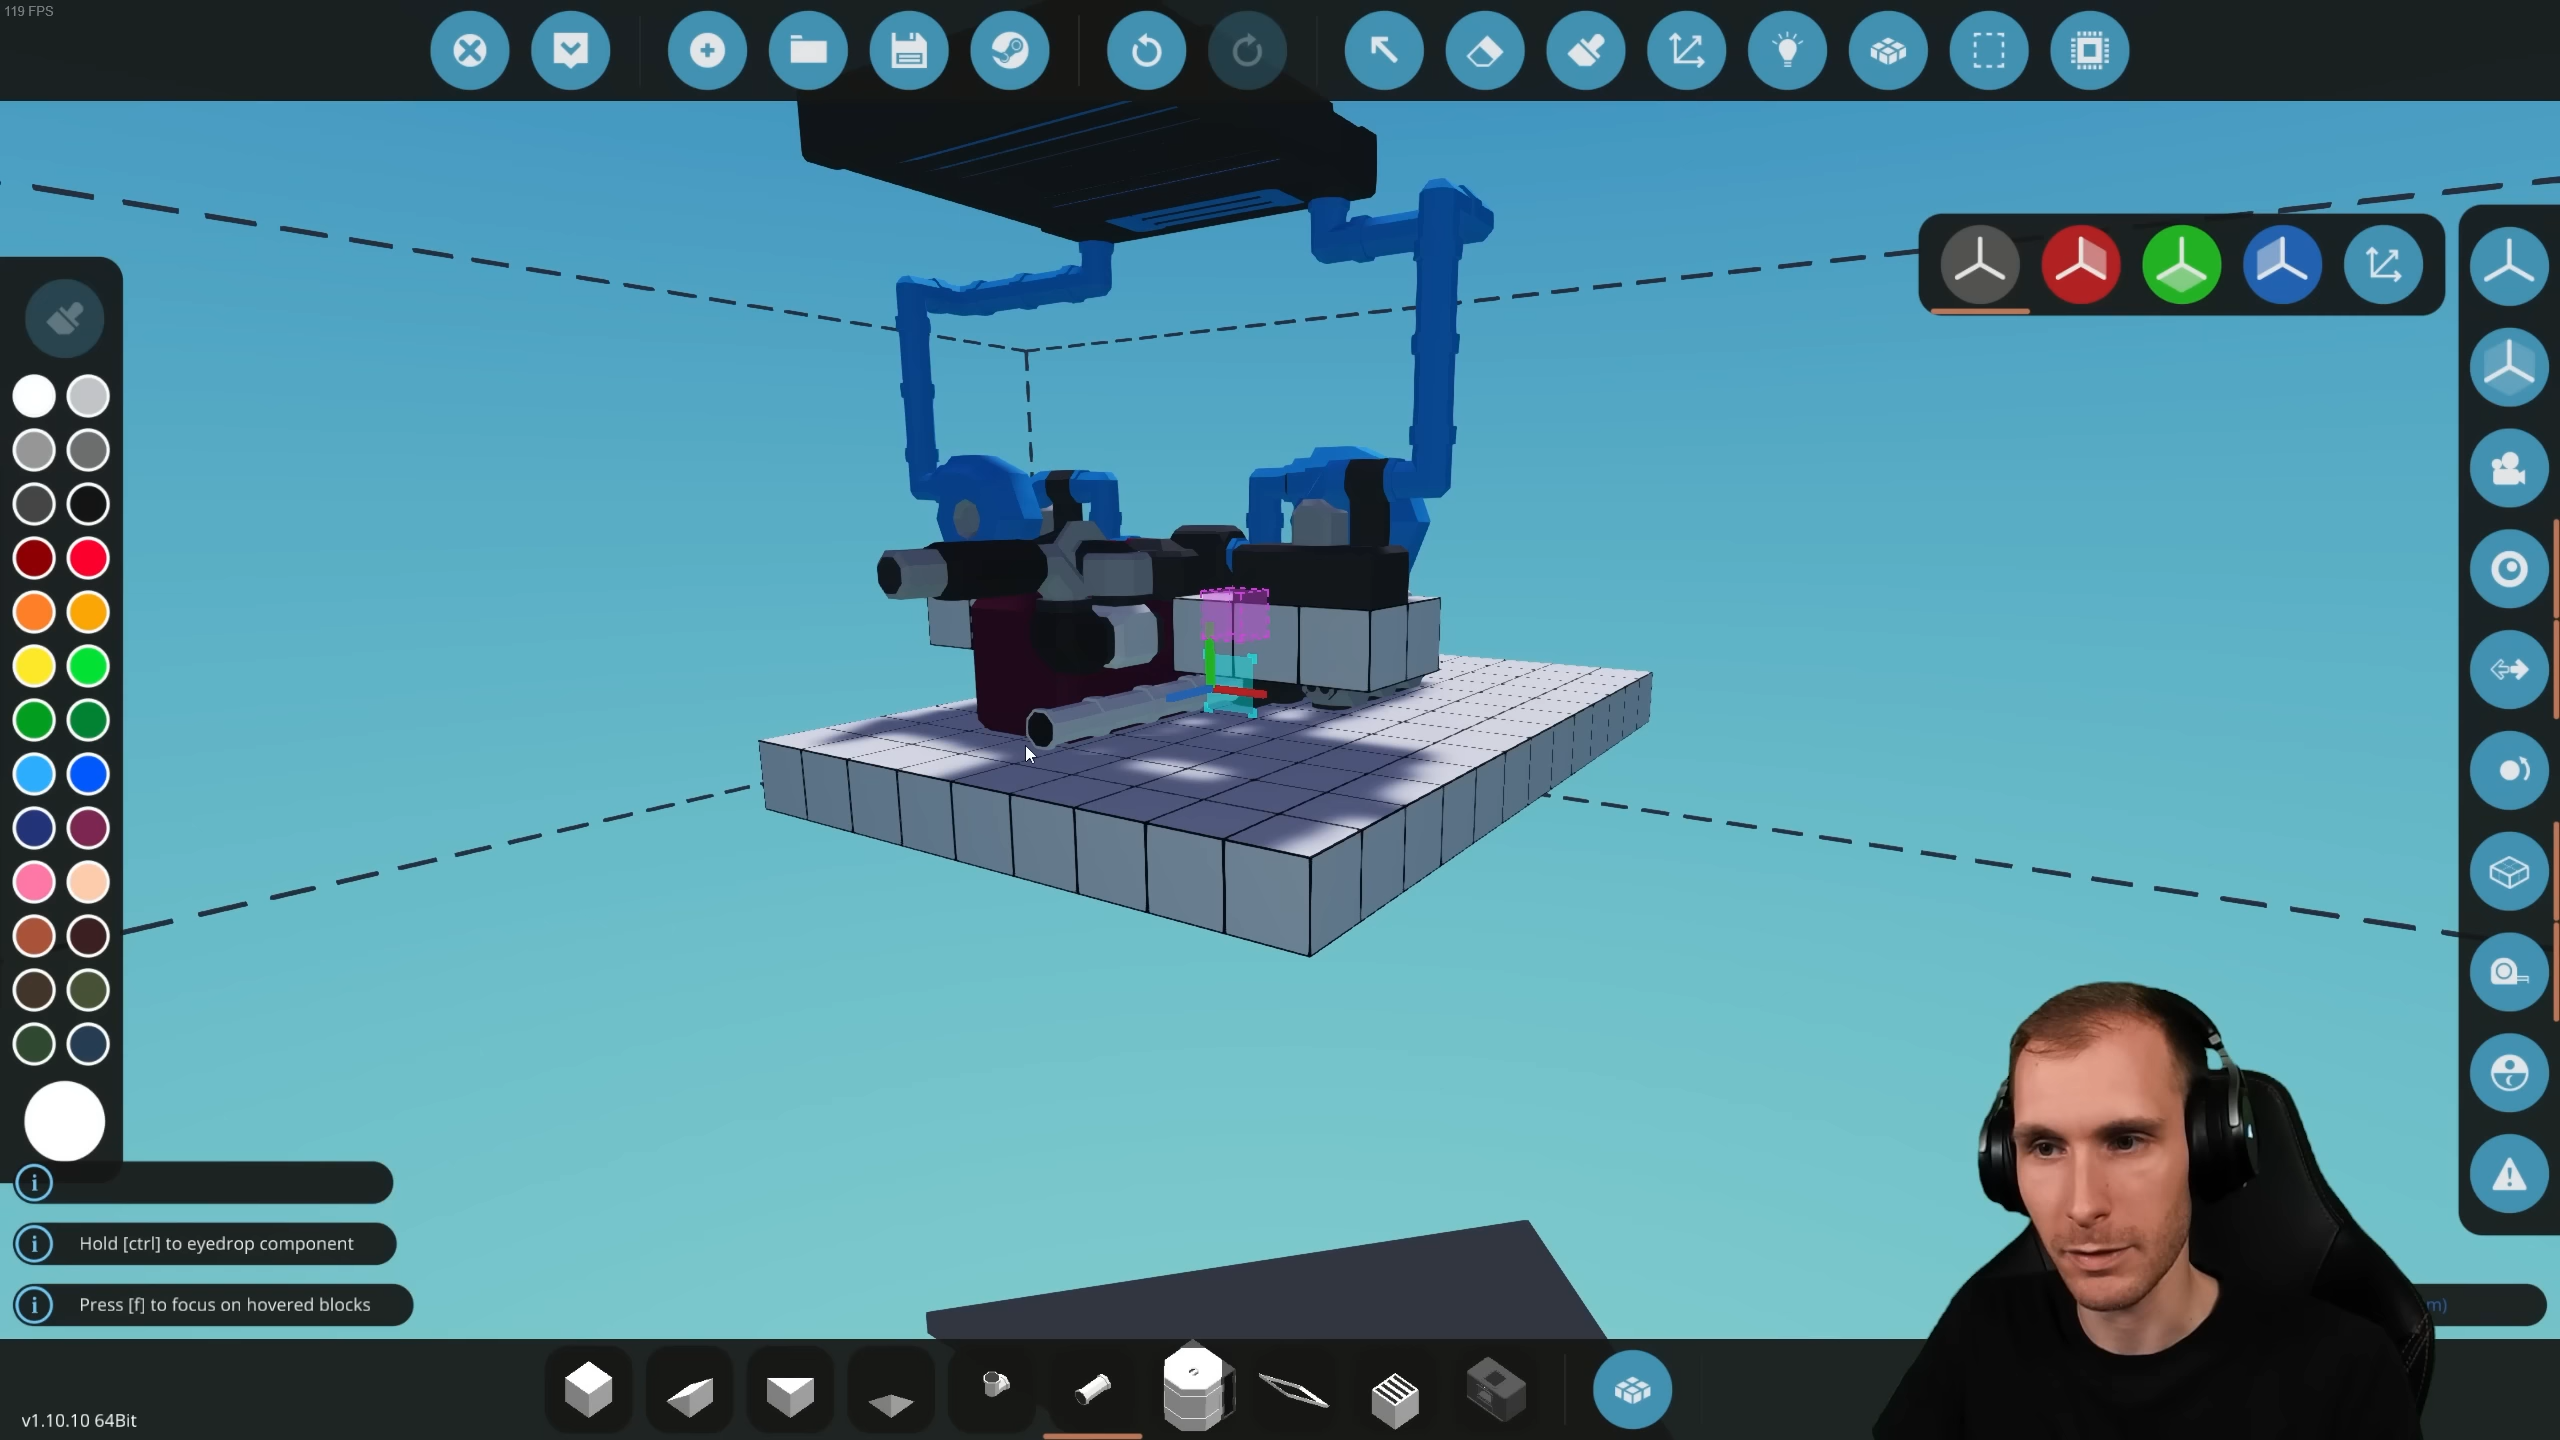 119 FPS
Hold [ctrl] to eyedrop component
Press [f] to focus on hovered blocks
m)
v1.10.10 64Bit